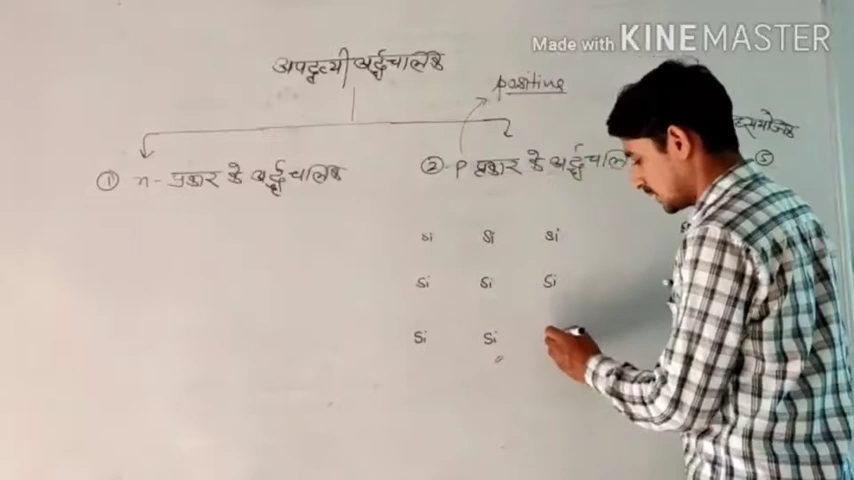 Made with KINEMASTER
अपद्रव्यी अर्द्धचालक
positive
① n- प्रकार के अर्द्धचालक
② P प्रकार के अर्द्धचालि
⑤
Si Si Si
Si Si Si
Si Si